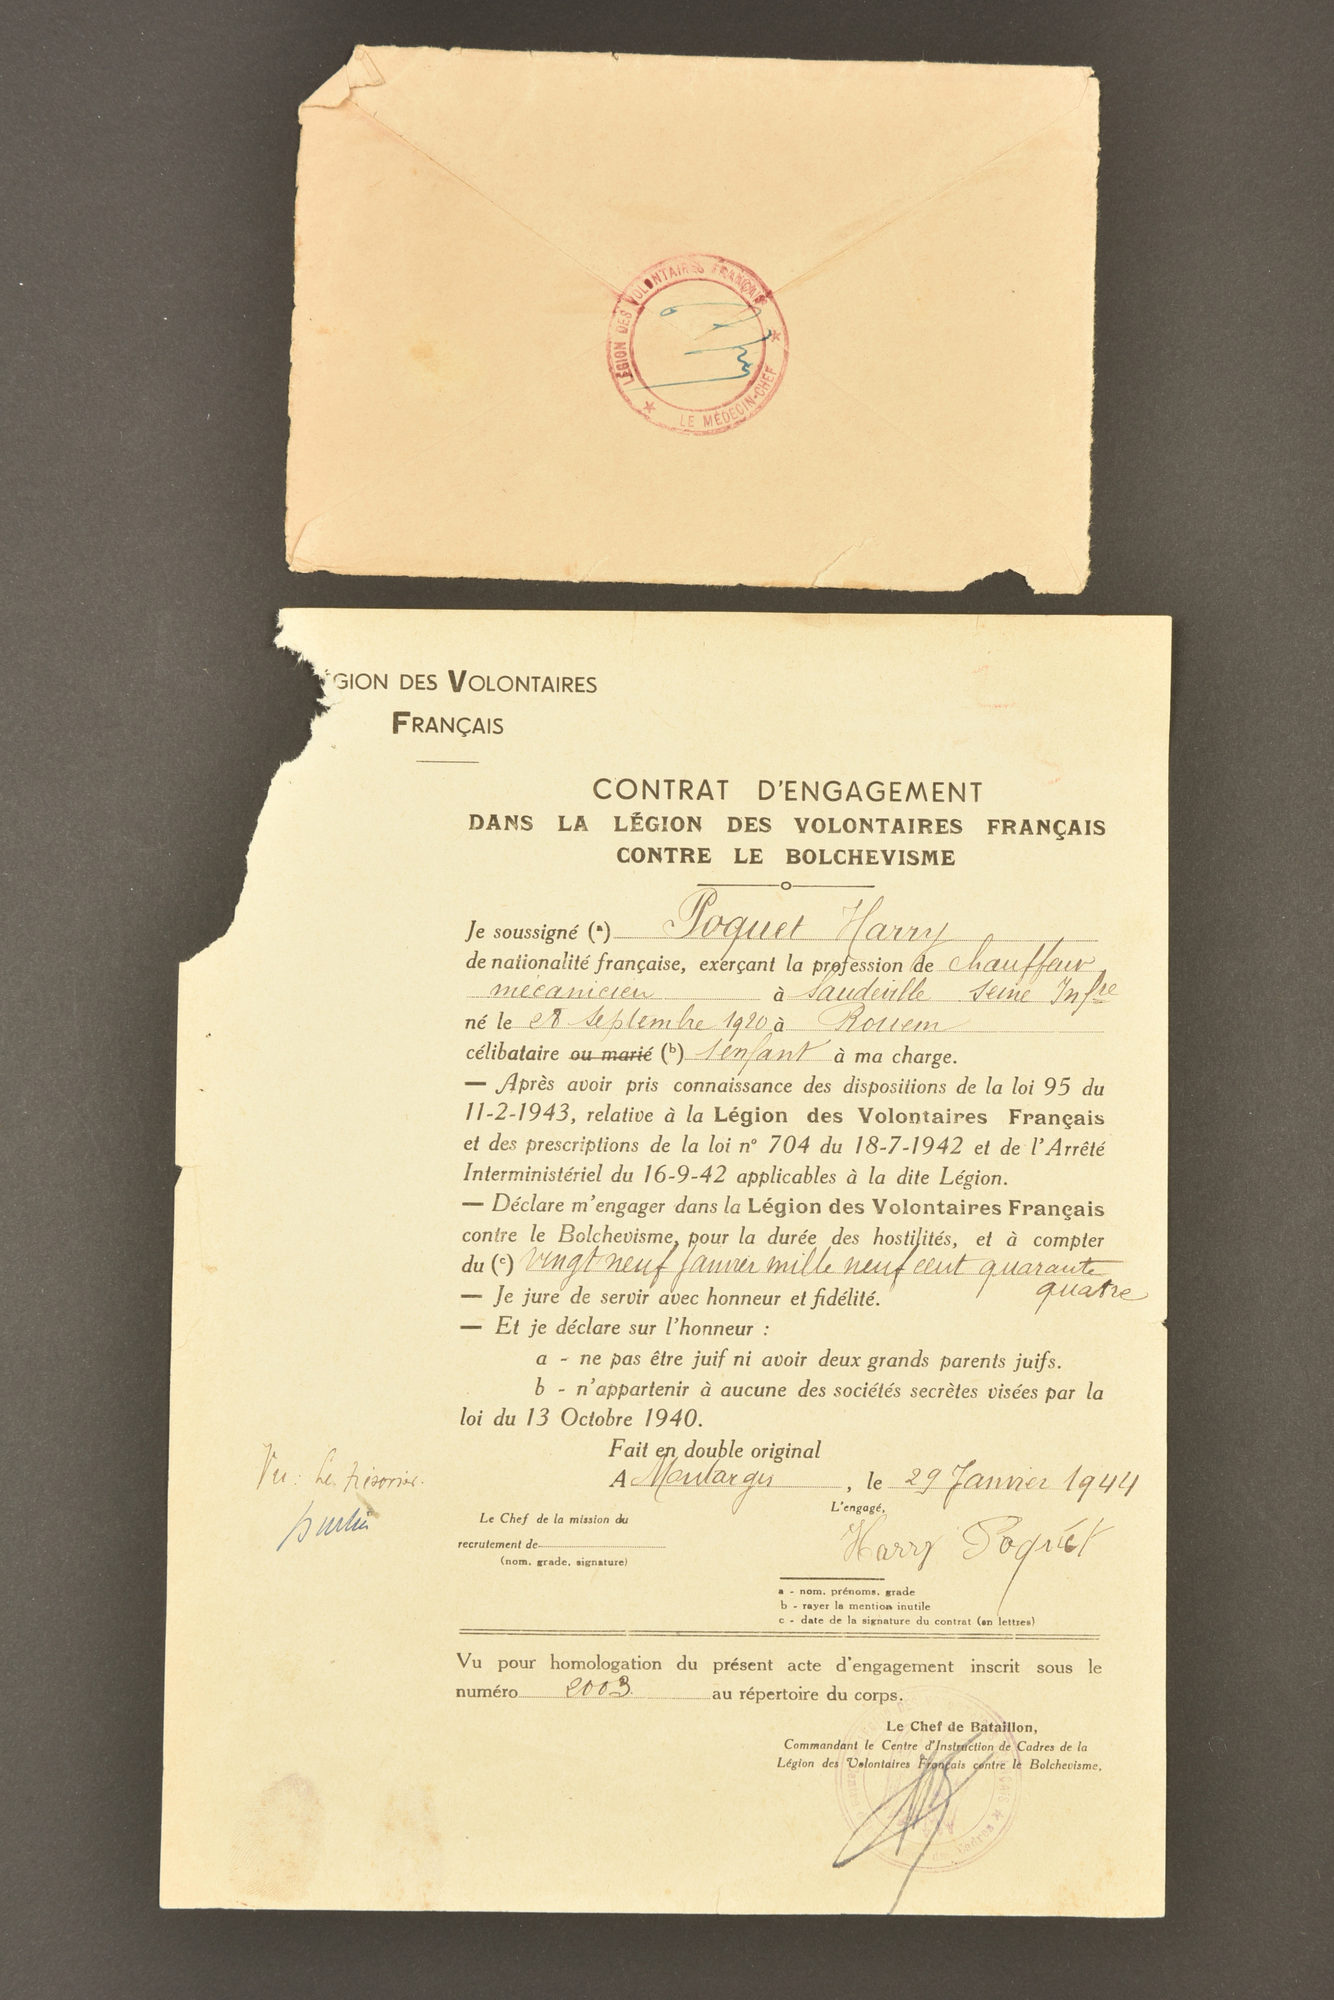 LÉGION DES VOLONTAIRES FRANÇAIS
LE MÉDECIN-CHEF
ÉGION DES VOLONTAIRES
FRANÇAIS
CONTRAT D'ENGAGEMENT
DANS LA LÉGION DES VOLONTAIRES FRANÇAIS
CONTRE LE BOLCHEVISME
Je soussigné (a) Poquet Harry
de nationalité française, exerçant la profession de chauffeur
mécanicien à Saudeville Seine Infre
né le 28 septembre 1920 à Rouen
célibataire ou marié (b) 1 enfant à ma charge.
— Après avoir pris connaissance des dispositions de la loi 95 du
11-2-1943, relative à la Légion des Volontaires Français
et des prescriptions de la loi n° 704 du 18-7-1942 et de l'Arrêté
Interministériel du 16-9-42 applicables à la dite Légion.
— Déclare m'engager dans la Légion des Volontaires Français
contre le Bolchevisme, pour la durée des hostilités, et à compter
du (c) vingt neuf janvier mille neuf cent quarante
quatre
— Je jure de servir avec honneur et fidélité.
— Et je déclare sur l'honneur :
a - ne pas être juif ni avoir deux grands parents juifs.
b - n'appartenir à aucune des sociétés secrètes visées par la
loi du 13 Octobre 1940.
Fait en double original
A Montargis, le 29 Janvier 1944
Vu : Le trésorier
L'engagé,
Le Chef de la mission du
recrutement de
(nom, grade, signature)
Harry Poquet
a - nom, prénoms, grade
b - rayer la mention inutile
c - date de la signature du contrat (en lettres)
Vu pour homologation du présent acte d'engagement inscrit sous le
numéro 2003 au répertoire du corps.
Le Chef de Bataillon,
Commandant le Centre d'Instruction de Cadres de la
Légion des Volontaires Français contre le Bolchevisme,